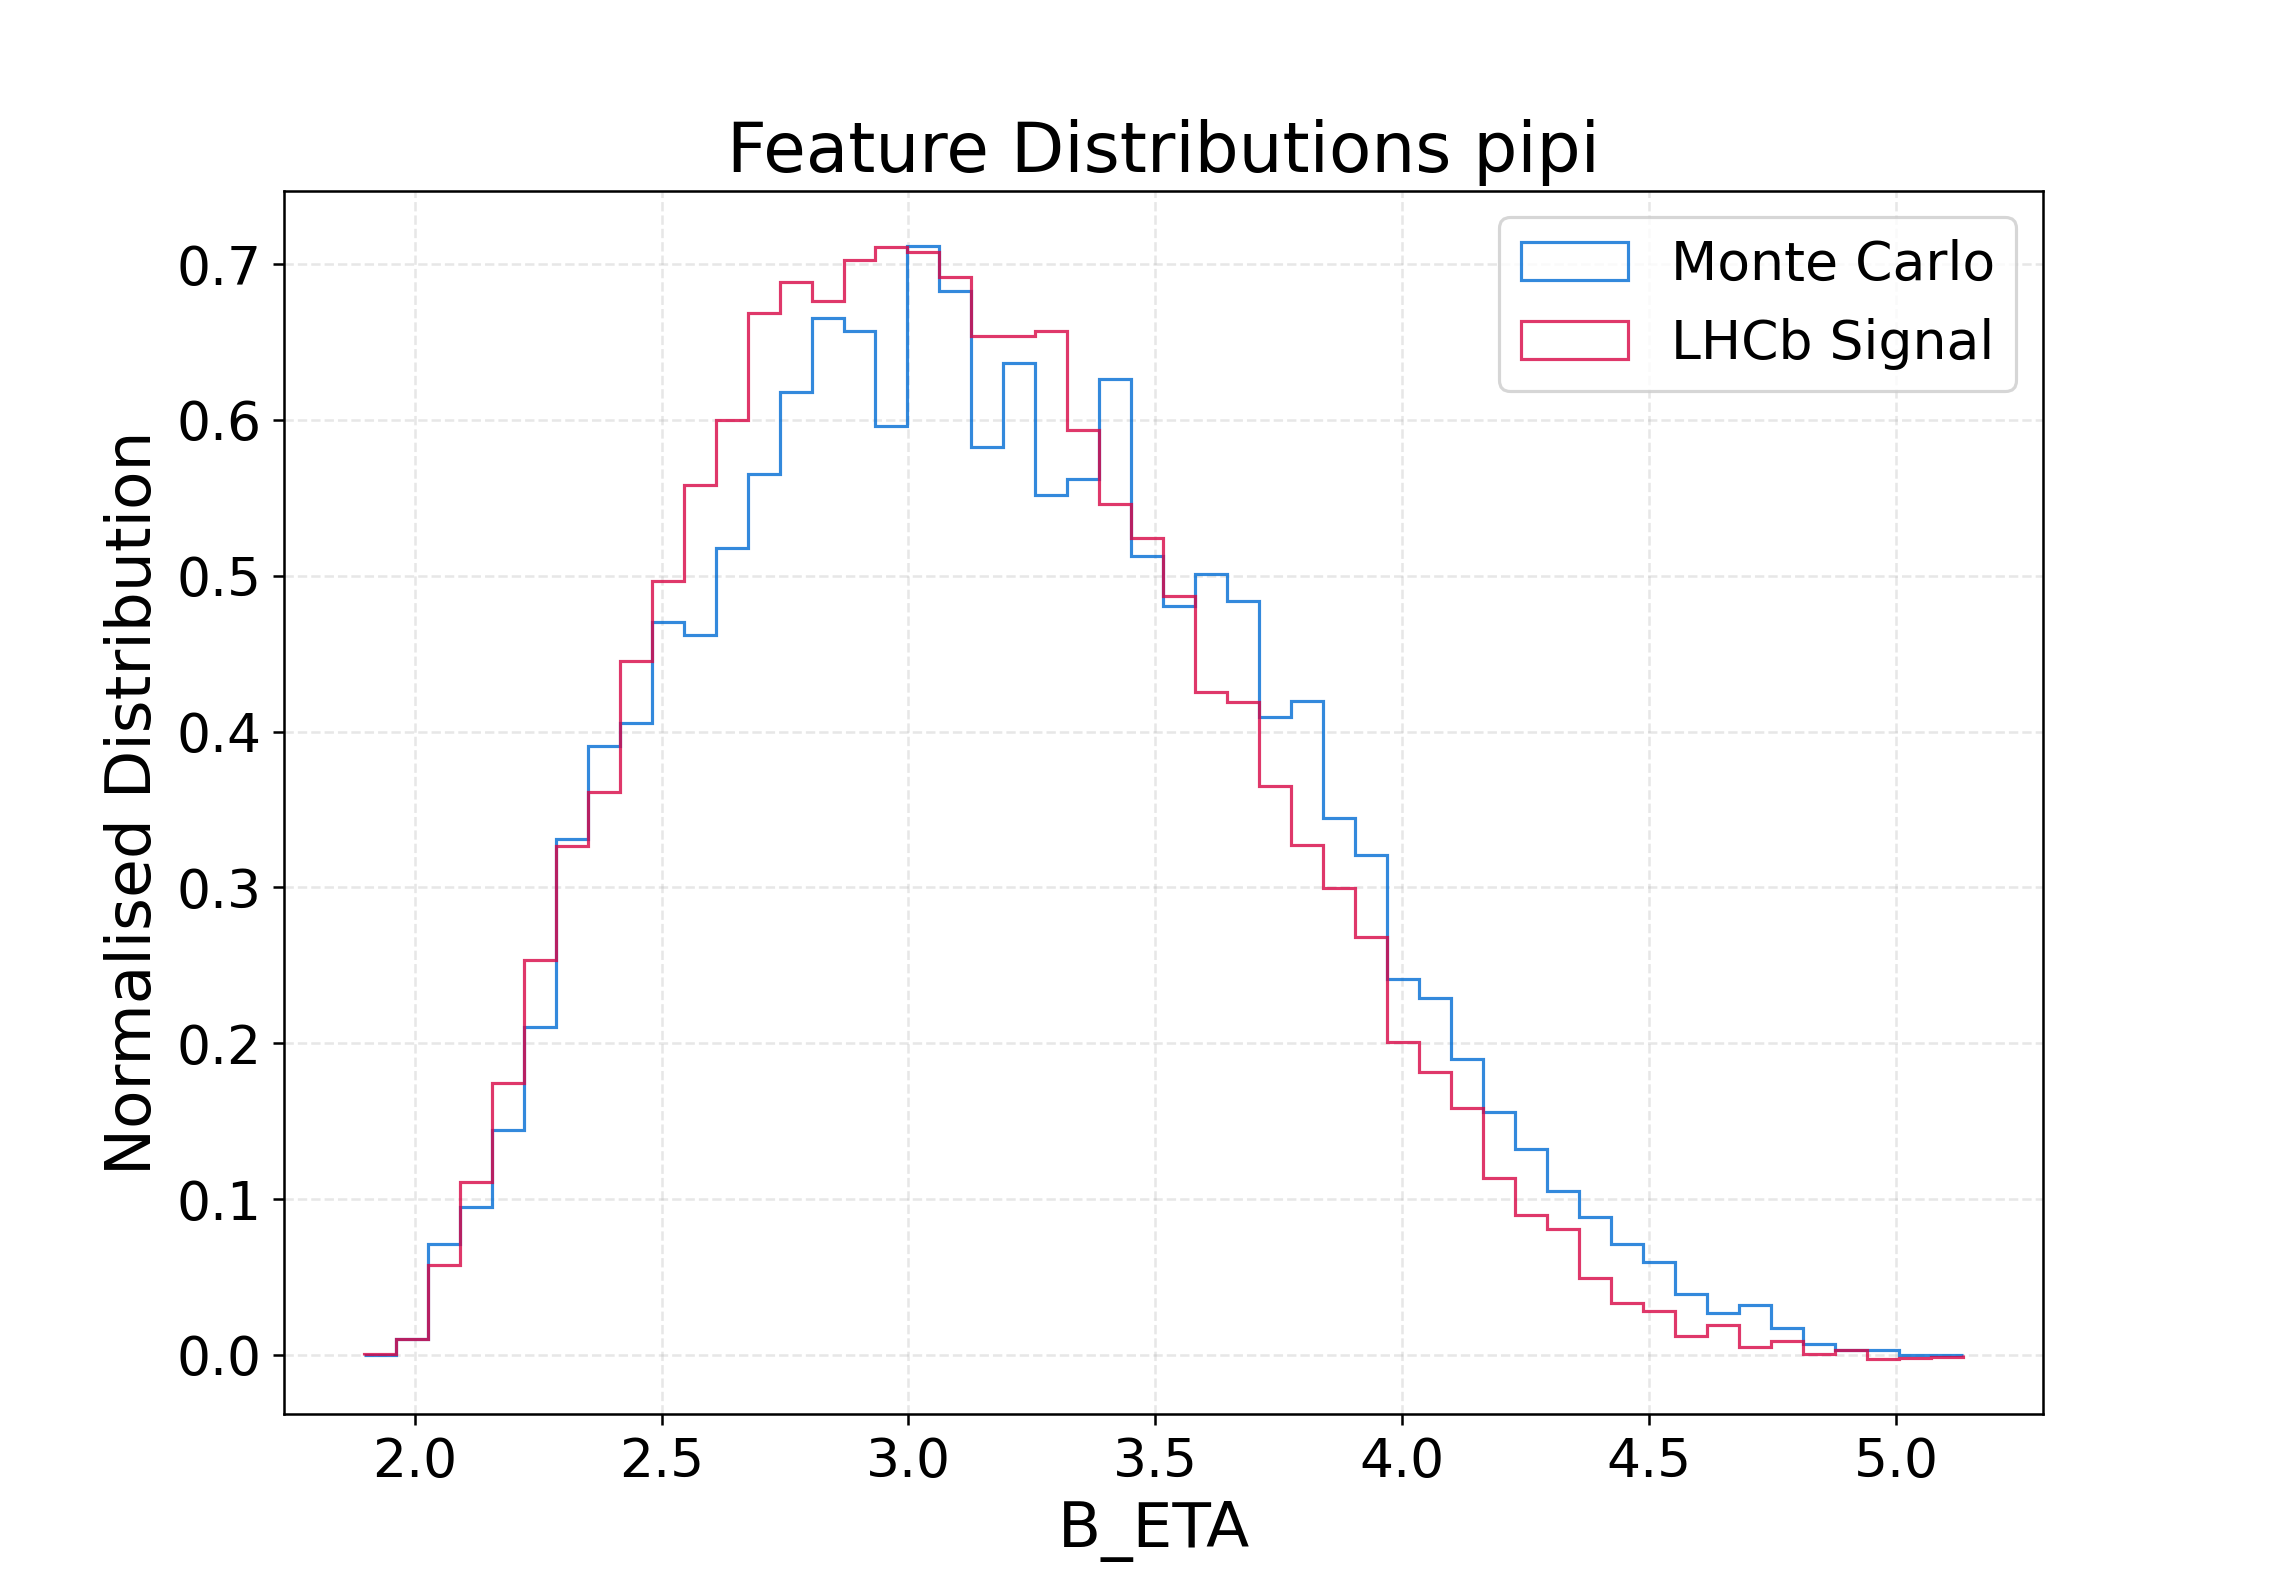 Feature Distributions pipi
Monte Carlo
LHCb Signal
Normalised Distribution
0.7
0.6
0.5
0.4
0.3
0.2
0.1
0.0
2.0 2.5 3.0 3.5 4.0 4.5 5.0
B_ETA